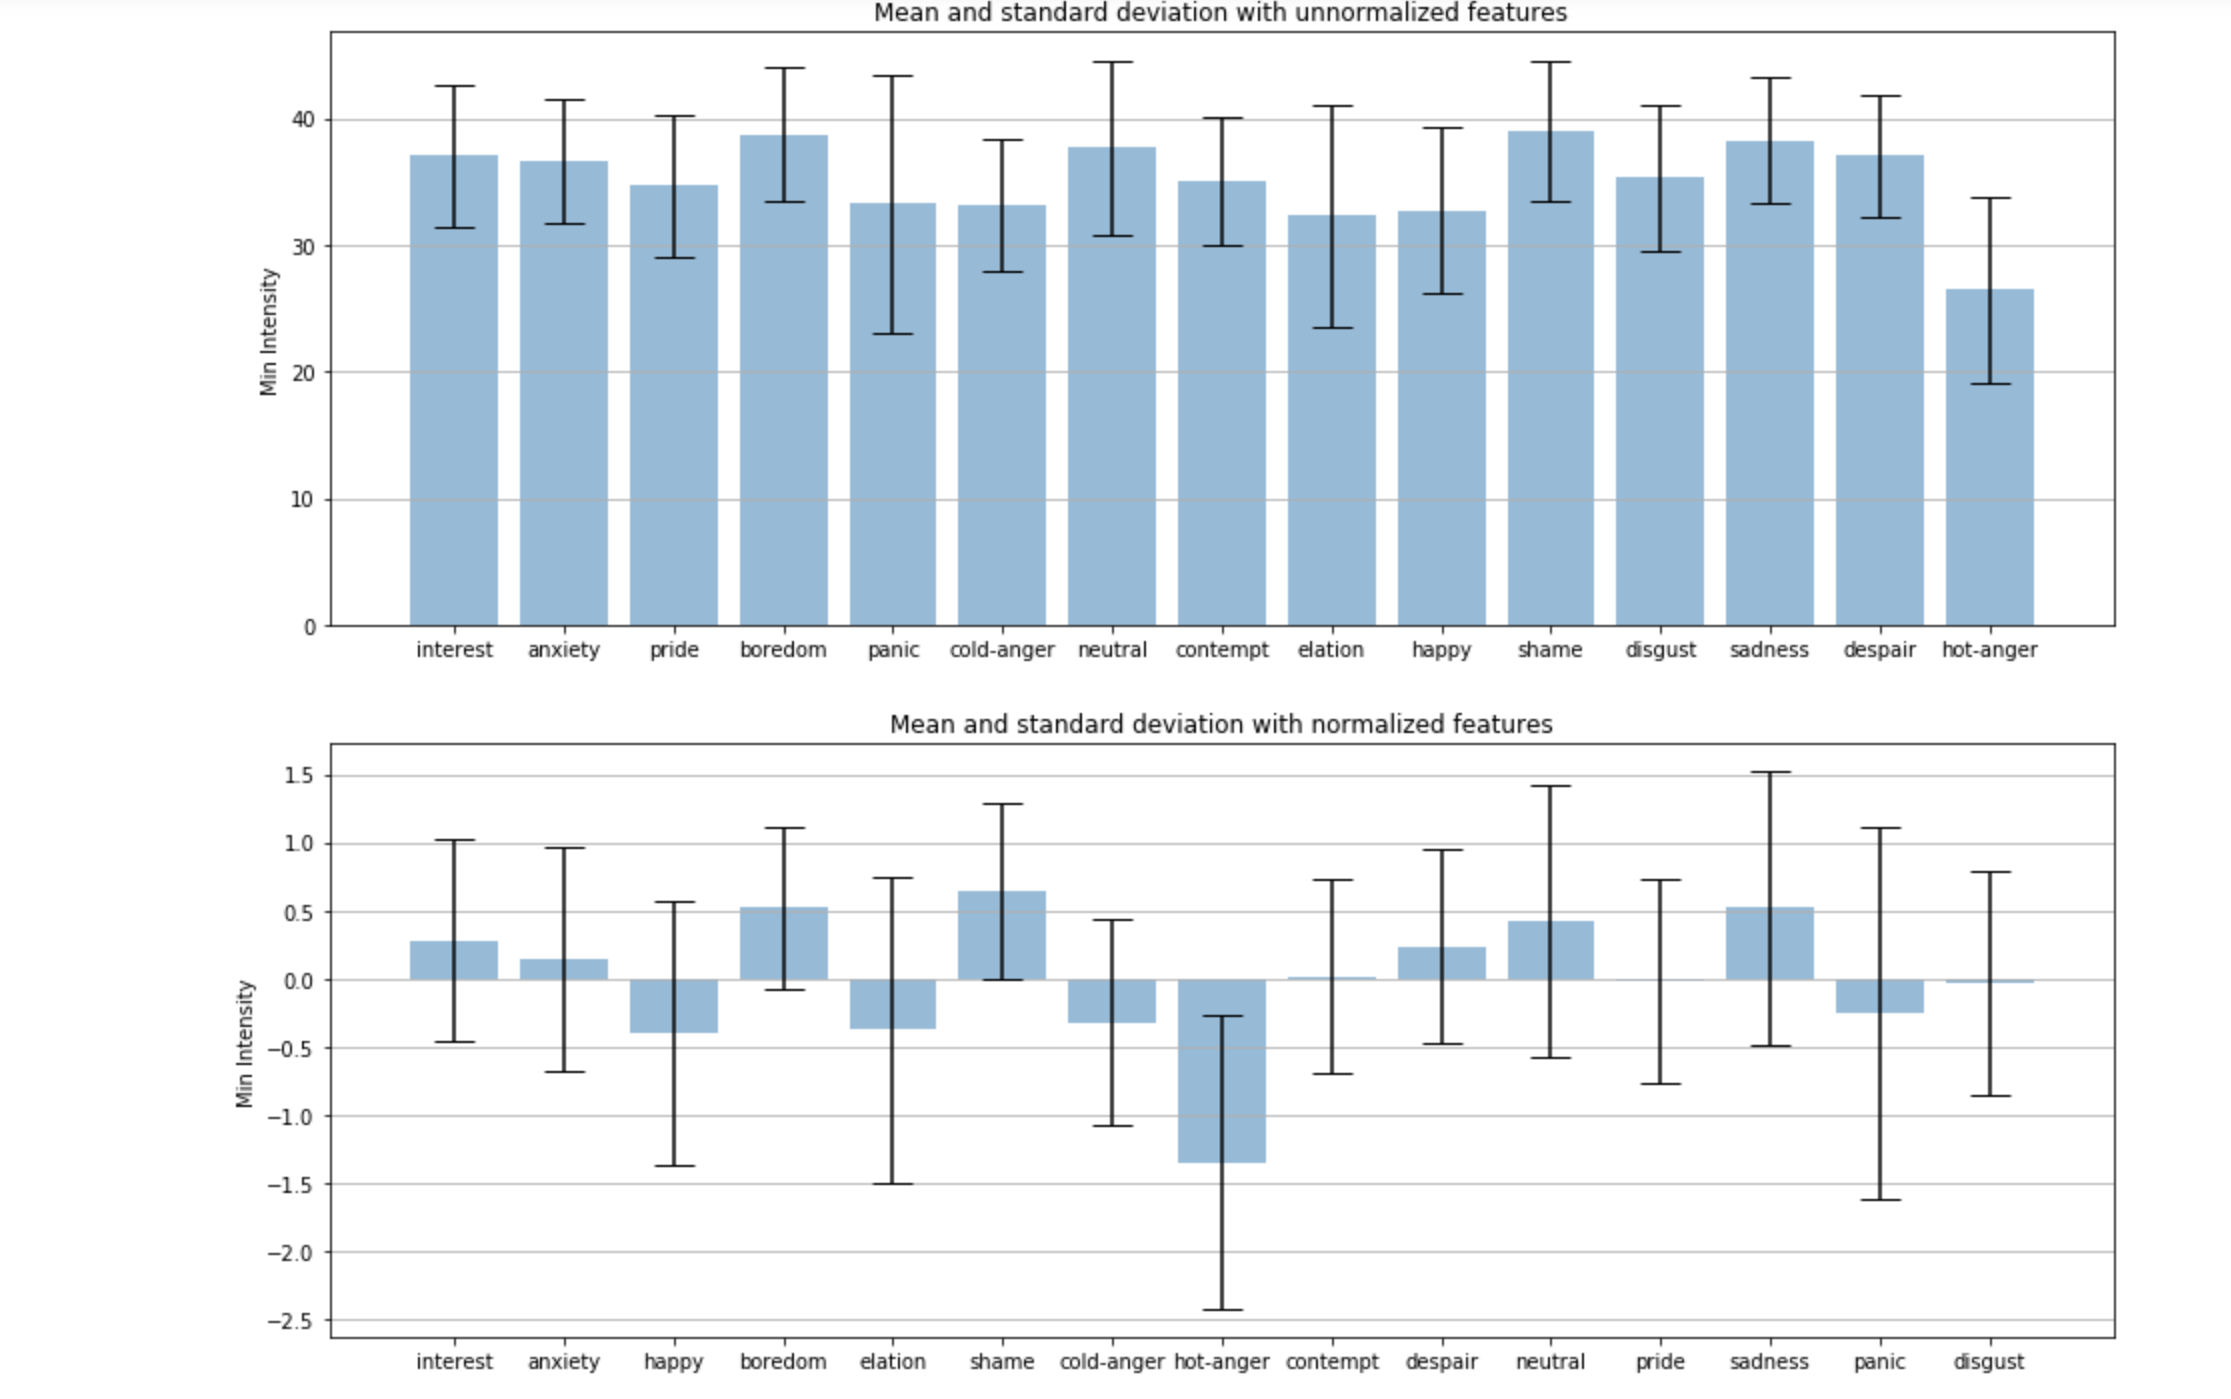 Mean and standard deviation with unnormalized features
40
30
20
10
0
Min Intensity
interest anxiety pride boredom panic cold-anger neutral contempt elation happy shame disgust sadness despair hot-anger
Mean and standard deviation with normalized features
1.5
1.0
0.5
0.0
−0.5
−1.0
−1.5
−2.0
−2.5
Min Intensity
interest anxiety happy boredom elation shame cold-anger hot-anger contempt despair neutral pride sadness panic disgust